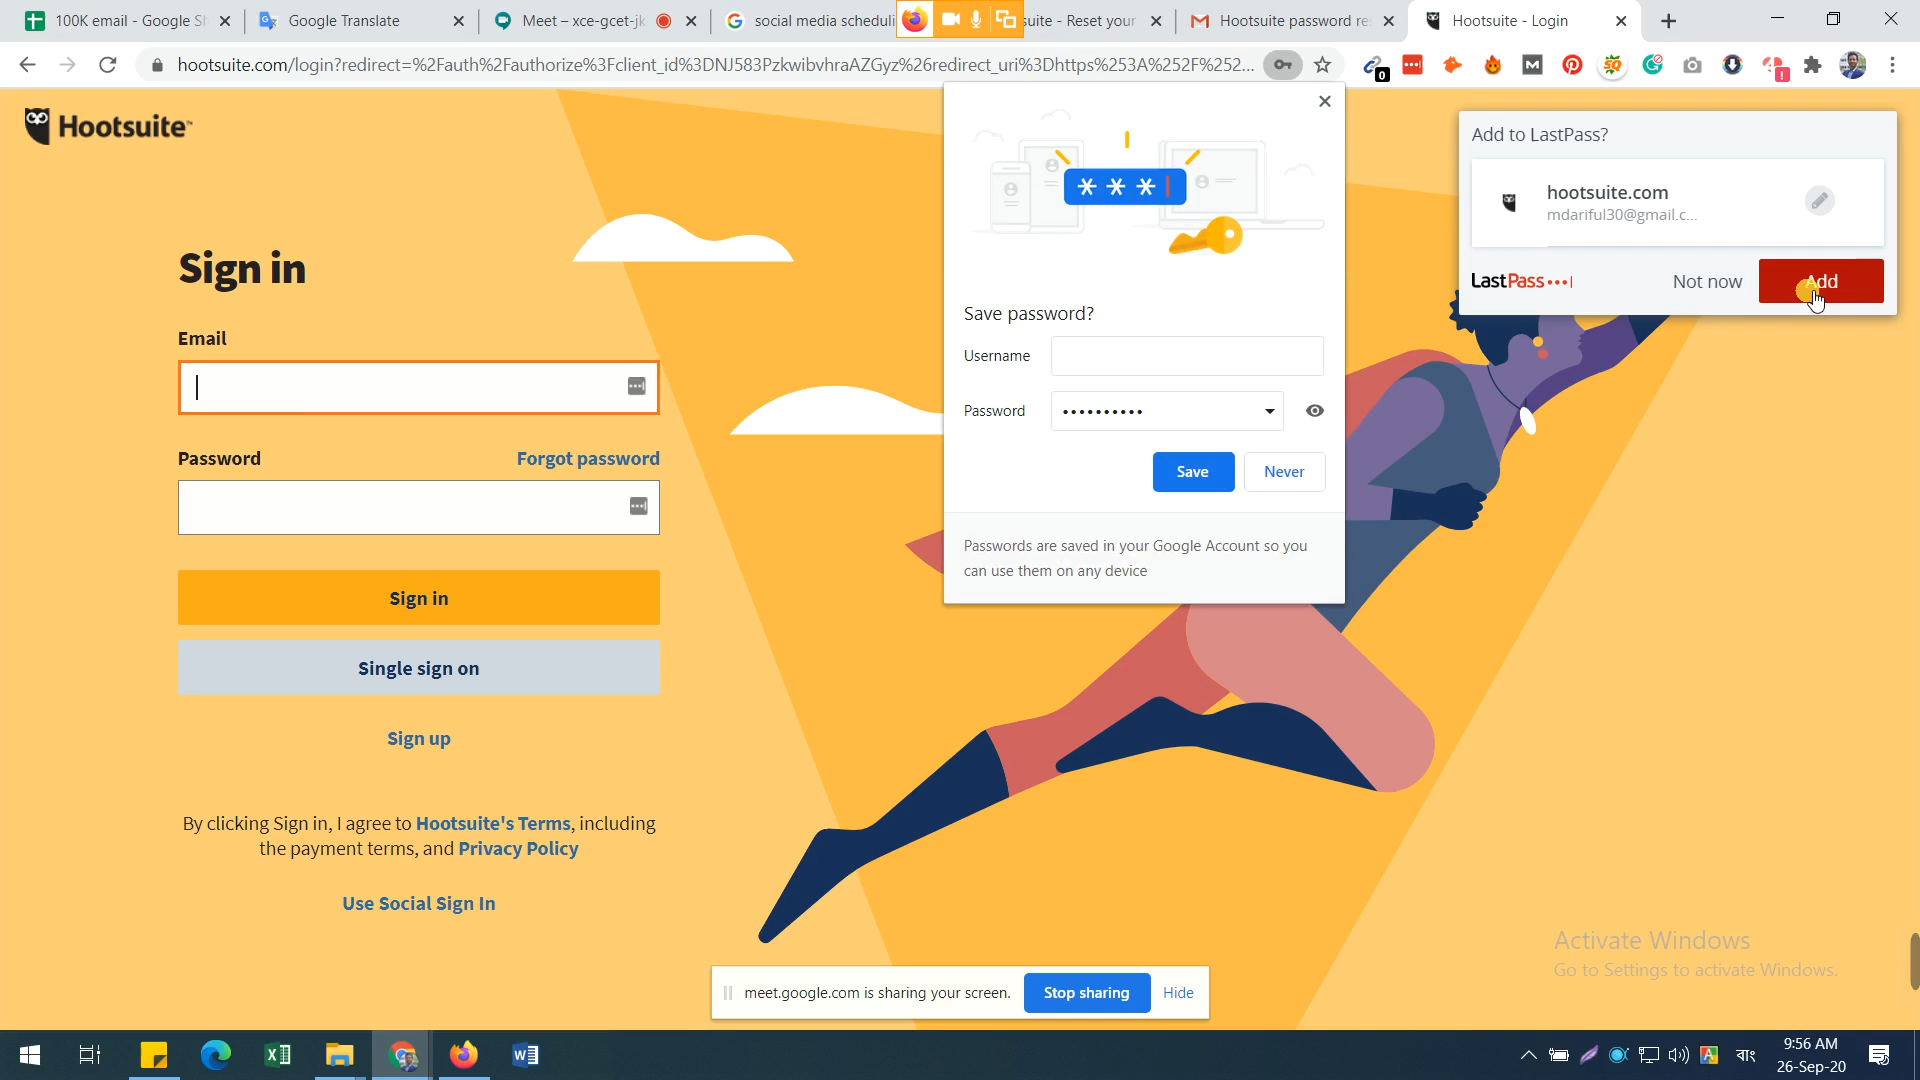 100K email - Google Sh
Google Translate
Meet – xce-gcet-jk
social media scheduli
suite - Reset your
Hootsuite password re
Hootsuite - Login
hootsuite.com/login?redirect=%2Fauth%2Fauthorize%3Fclient_id%3DNJ583PzkwibvhraAZGyz%26redirect_uri%3Dhttps%253A%252F%252...
0
Hootsuite™
Sign in
Email
Password
Forgot password
Sign in
Single sign on
Sign up
By clicking Sign in, I agree to Hootsuite's Terms, including
the payment terms, and Privacy Policy
Use Social Sign In
* * *
Save password?
Username
Password
••••••••••
Save
Never
Passwords are saved in your Google Account so you
can use them on any device
Add to LastPass?
hootsuite.com
mdariful30@gmail.c...
LastPass
Not now
Add
Activate Windows
Go to Settings to activate Windows.
meet.google.com is sharing your screen.
Stop sharing
Hide
বাং
9:56 AM
26-Sep-20